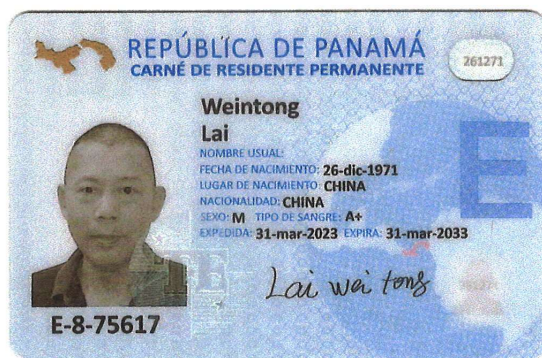 REPÚBLICA DE PANAMÁ
CARNÉ DE RESIDENTE PERMANENTE
261271
Weintong
Lai
NOMBRE USUAL:
FECHA DE NACIMIENTO: 26-dic-1971
LUGAR DE NACIMIENTO: CHINA
NACIONALIDAD: CHINA
SEXO: M TIPO DE SANGRE: A+
EXPEDIDA: 31-mar-2023 EXPIRA: 31-mar-2033
E
Lai wei tong
E-8-75617